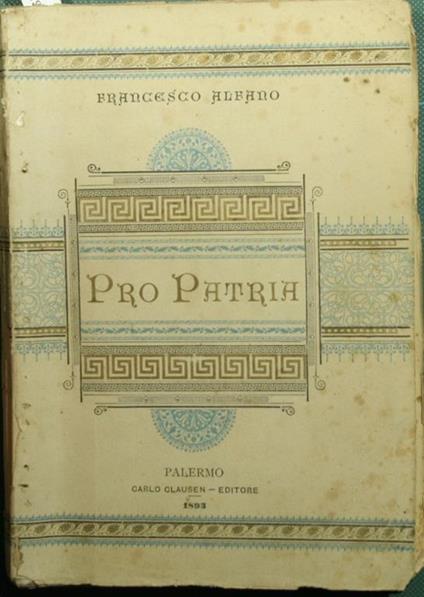 FRANCESCO ALFANO
PRO PATRIA
PALERMO
CARLO CLAUSEN — EDITORE
1893